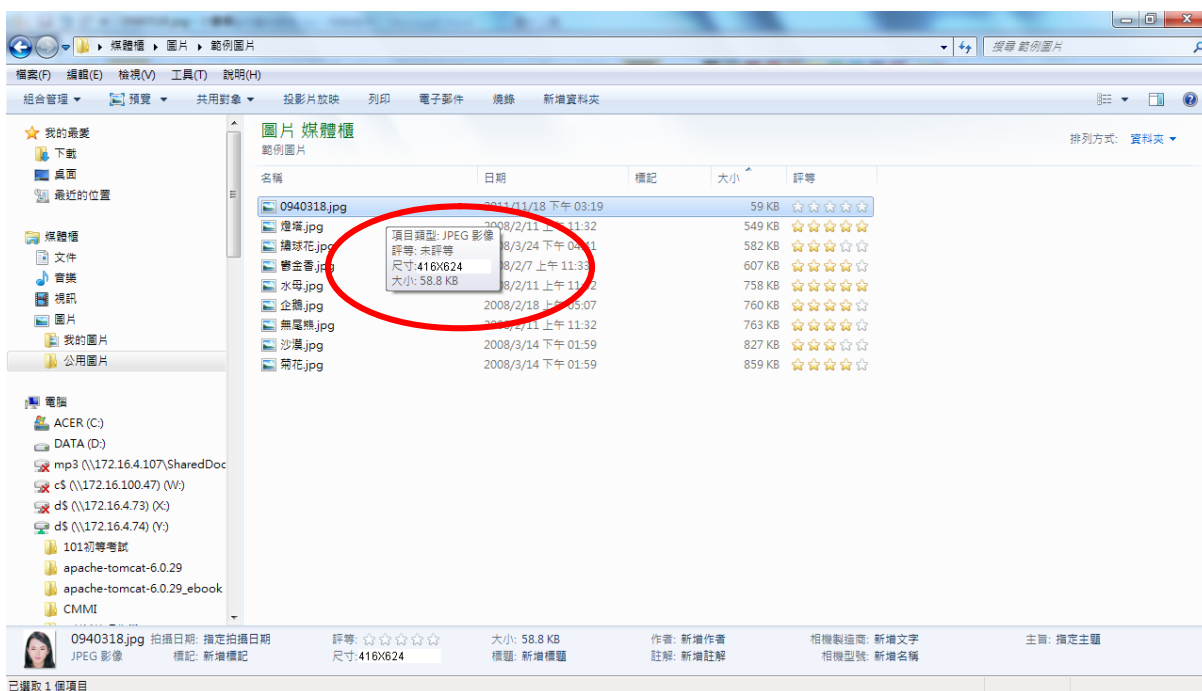 媒體櫃 ▸ 圖片 ▸ 範例圖片
搜尋 範例圖片
檔案(F) 編輯(E) 檢視(V) 工具(T) 說明(H)
組合管理 預覽 共用對象 投影片放映 列印 電子郵件 燒錄 新增資料夾
我的最愛
下載
桌面
最近的位置
媒體櫃
文件
音樂
視訊
圖片
我的圖片
公用圖片
電腦
ACER (C:)
DATA (D:)
mp3 (\\172.16.4.107\SharedDoc
c$ (\\172.16.100.47) (W:)
d$ (\\172.16.4.73) (X:)
d$ (\\172.16.4.74) (Y:)
101初等考試
apache-tomcat-6.0.29
apache-tomcat-6.0.29_ebook
CMMI
圖片 媒體櫃
範例圖片
排列方式: 資料夾
名稱 日期 標記 大小 評等
0940318.jpg 2011/11/18 下午 03:19 59 KB
燈塔.jpg 2008/2/11 上午 11:32 549 KB
繡球花.jpg 2008/3/24 下午 04:41 582 KB
鬱金香.jpg 2008/2/7 上午 11:33 607 KB
水母.jpg 2008/2/11 上午 11:32 758 KB
企鵝.jpg 2008/2/18 上午 05:07 760 KB
無尾熊.jpg 2008/2/11 上午 11:32 763 KB
沙漠.jpg 2008/3/14 下午 01:59 827 KB
菊花.jpg 2008/3/14 下午 01:59 859 KB
項目類型: JPEG 影像
評等: 未評等
尺寸:416X624
大小: 58.8 KB
0940318.jpg 拍攝日期: 指定拍攝日期 評等: 大小: 58.8 KB 作者: 新增作者 相機製造商: 新增文字 主旨: 指定主題
JPEG 影像 標記: 新增標記 尺寸:416X624 標題: 新增標題 註解: 新增註解 相機型號: 新增名稱
已選取 1 個項目